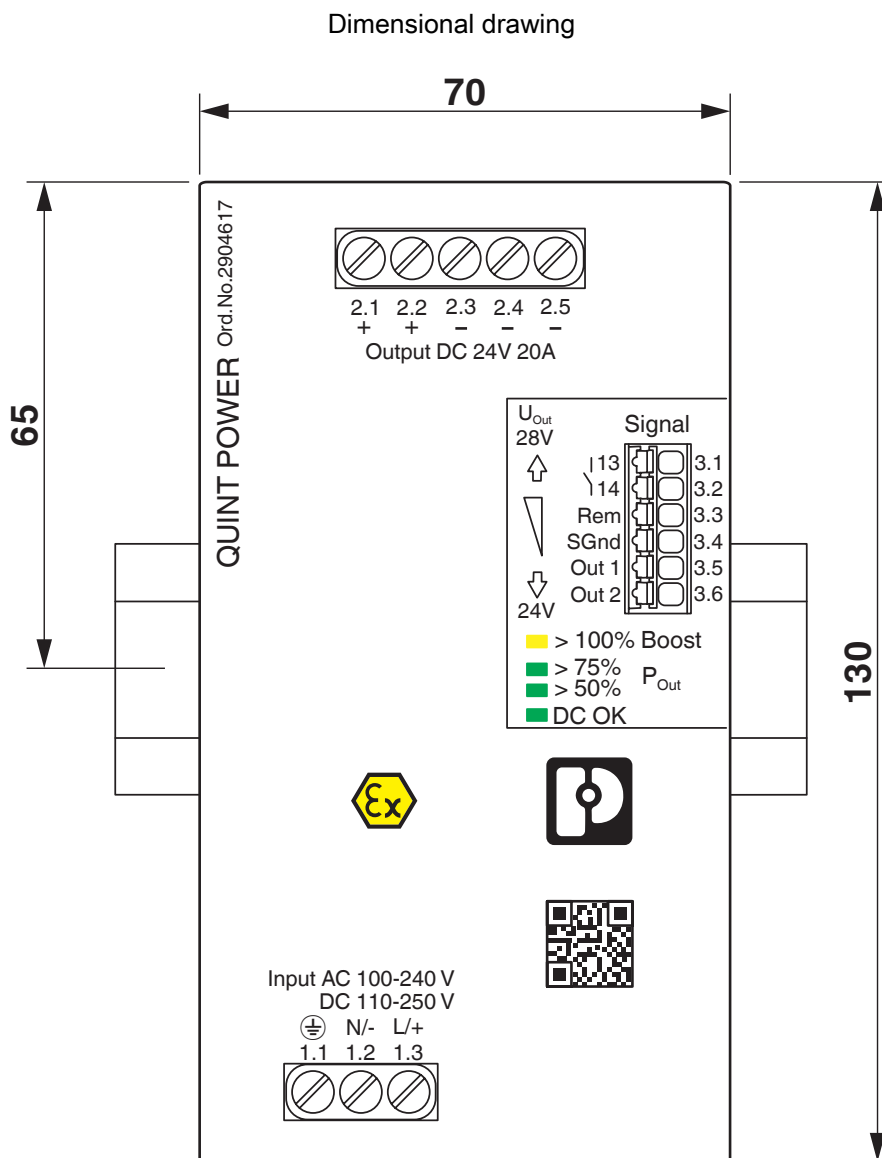 Dimensional drawing
70
65
130
QUINT POWER Ord.No.2904617
2.1 2.2 2.3 2.4 2.5
+ + – – –
Output DC 24V 20A
UOut
28V
24V
Signal
13 3.1
14 3.2
Rem 3.3
SGnd 3.4
Out 1 3.5
Out 2 3.6
> 100% Boost
> 75%
> 50%
POut
DC OK
Ex
Input AC 100-240 V
DC 110-250 V
N/- L/+
1.1 1.2 1.3